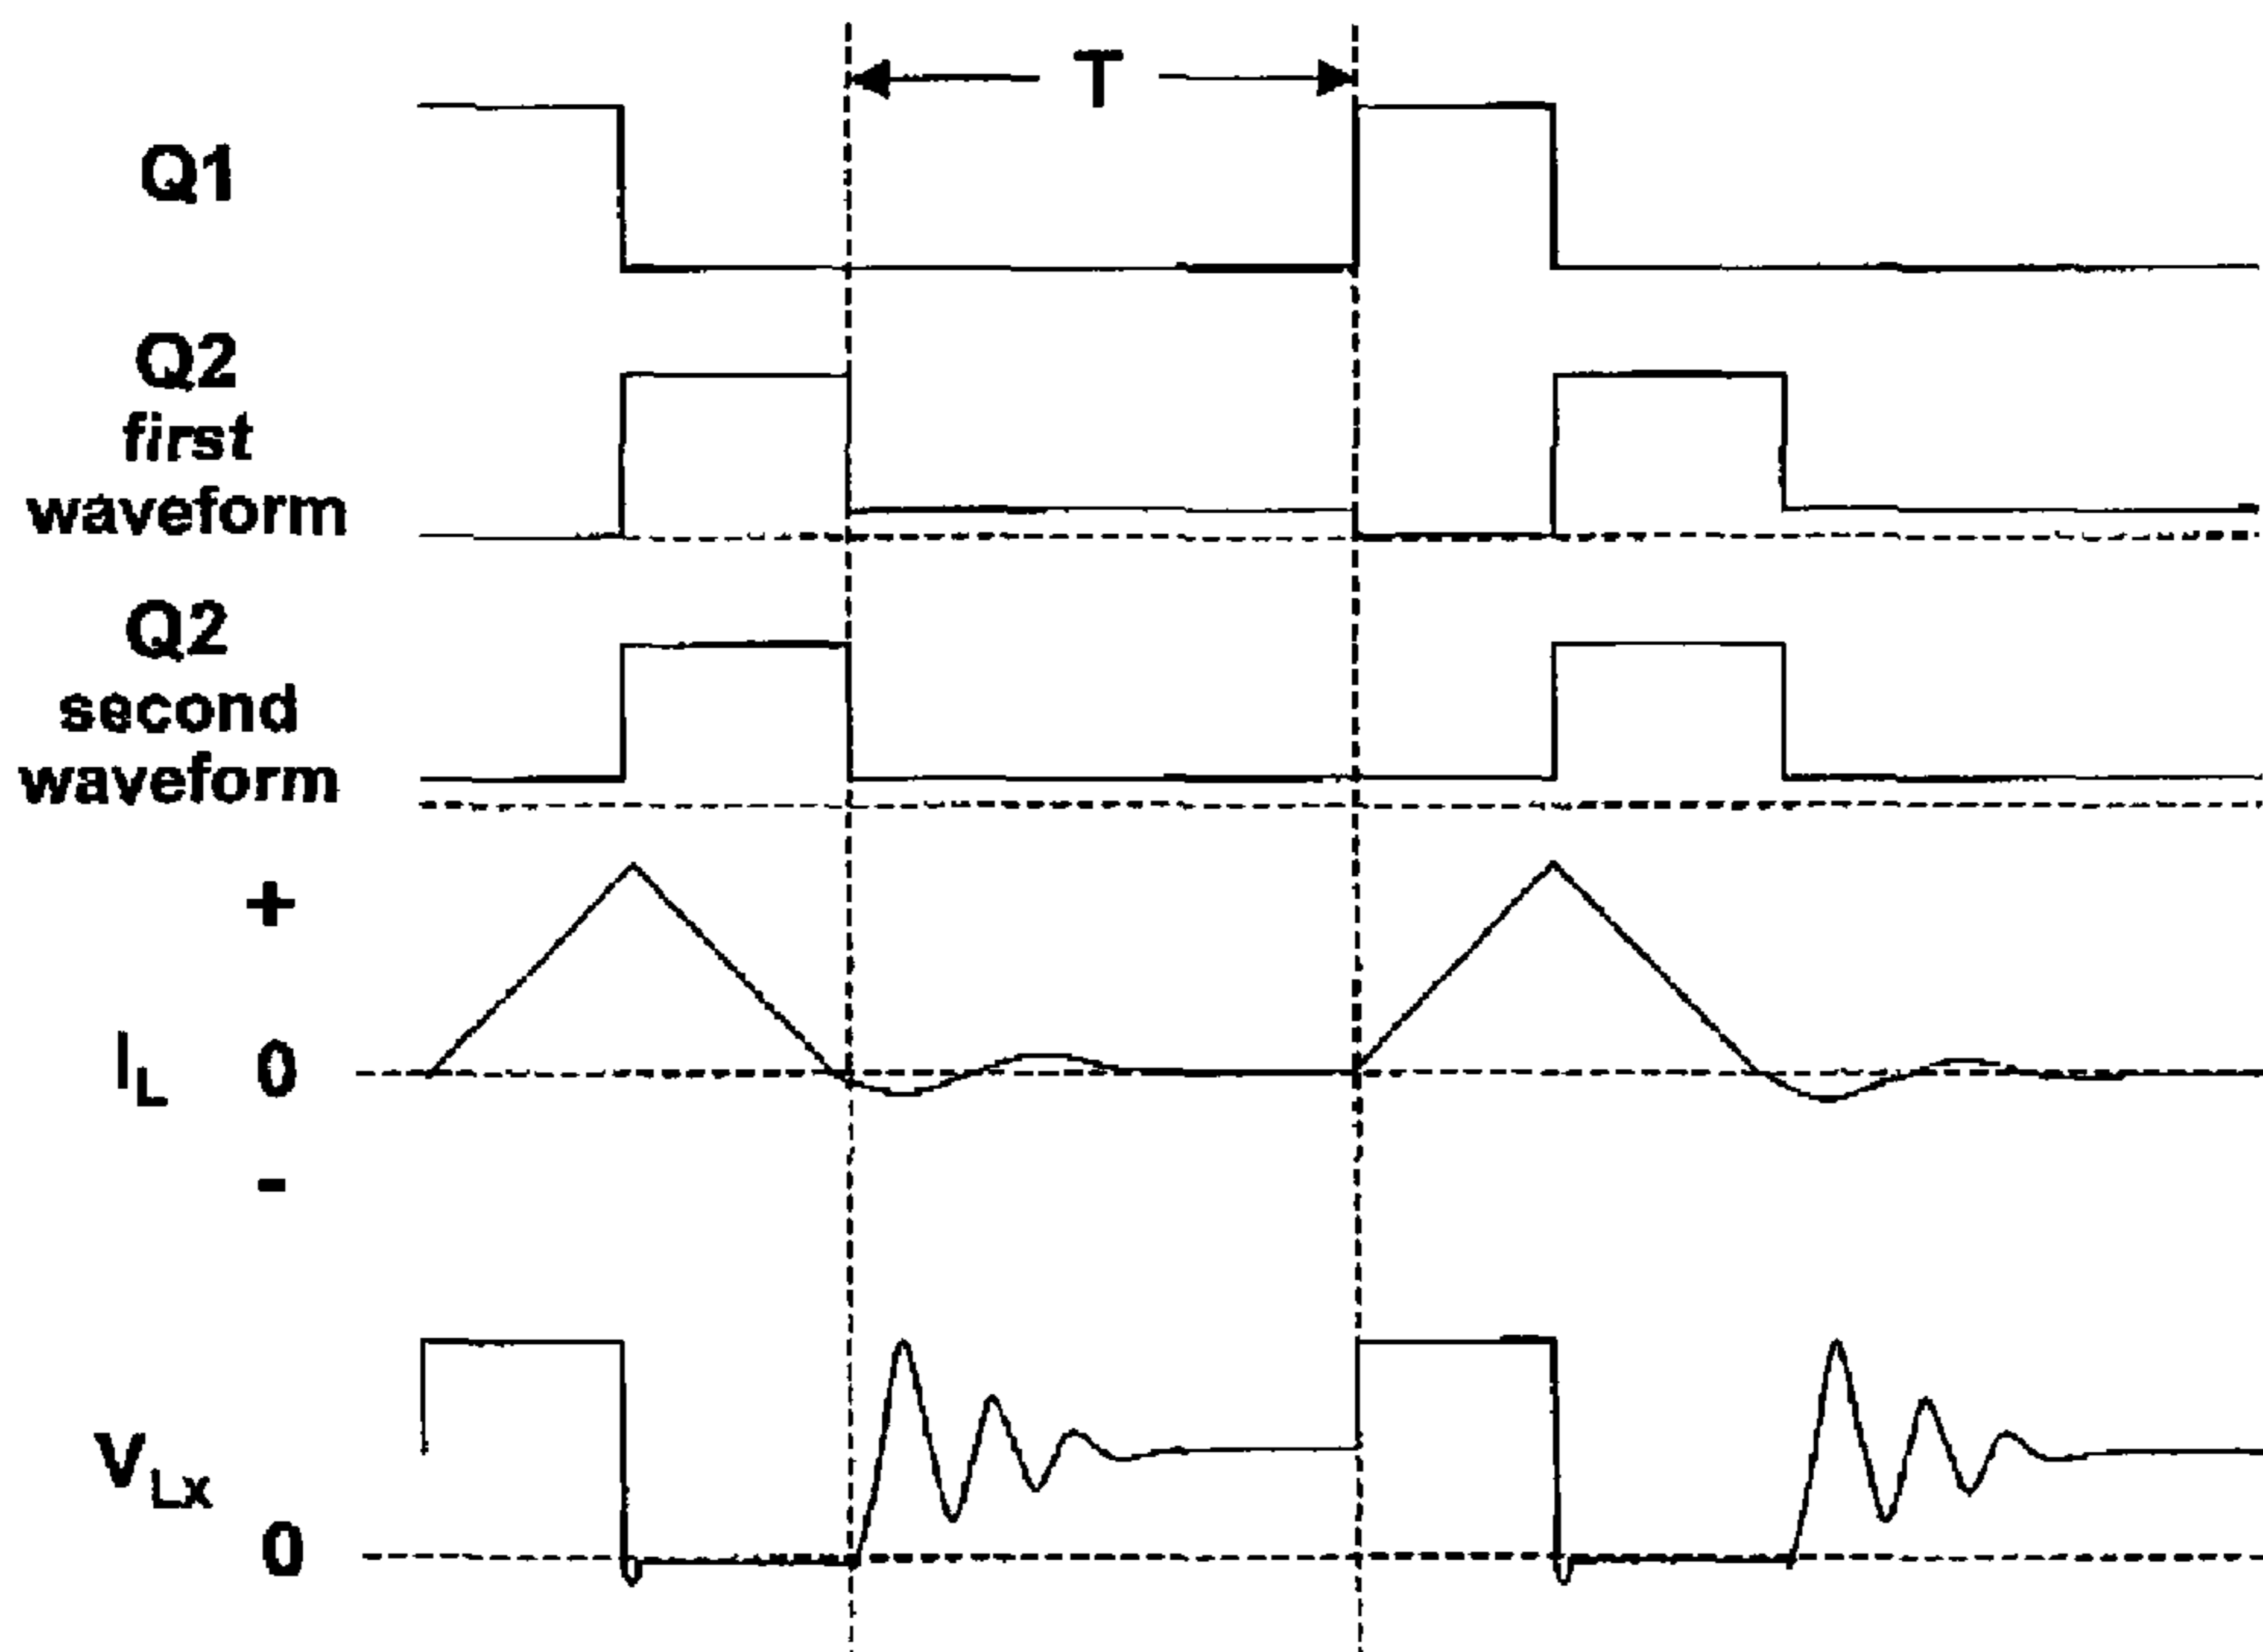 T
Q1
Q2
first
waveform
Q2
second
waveform
+
I_L 0
-
v_Lx
0